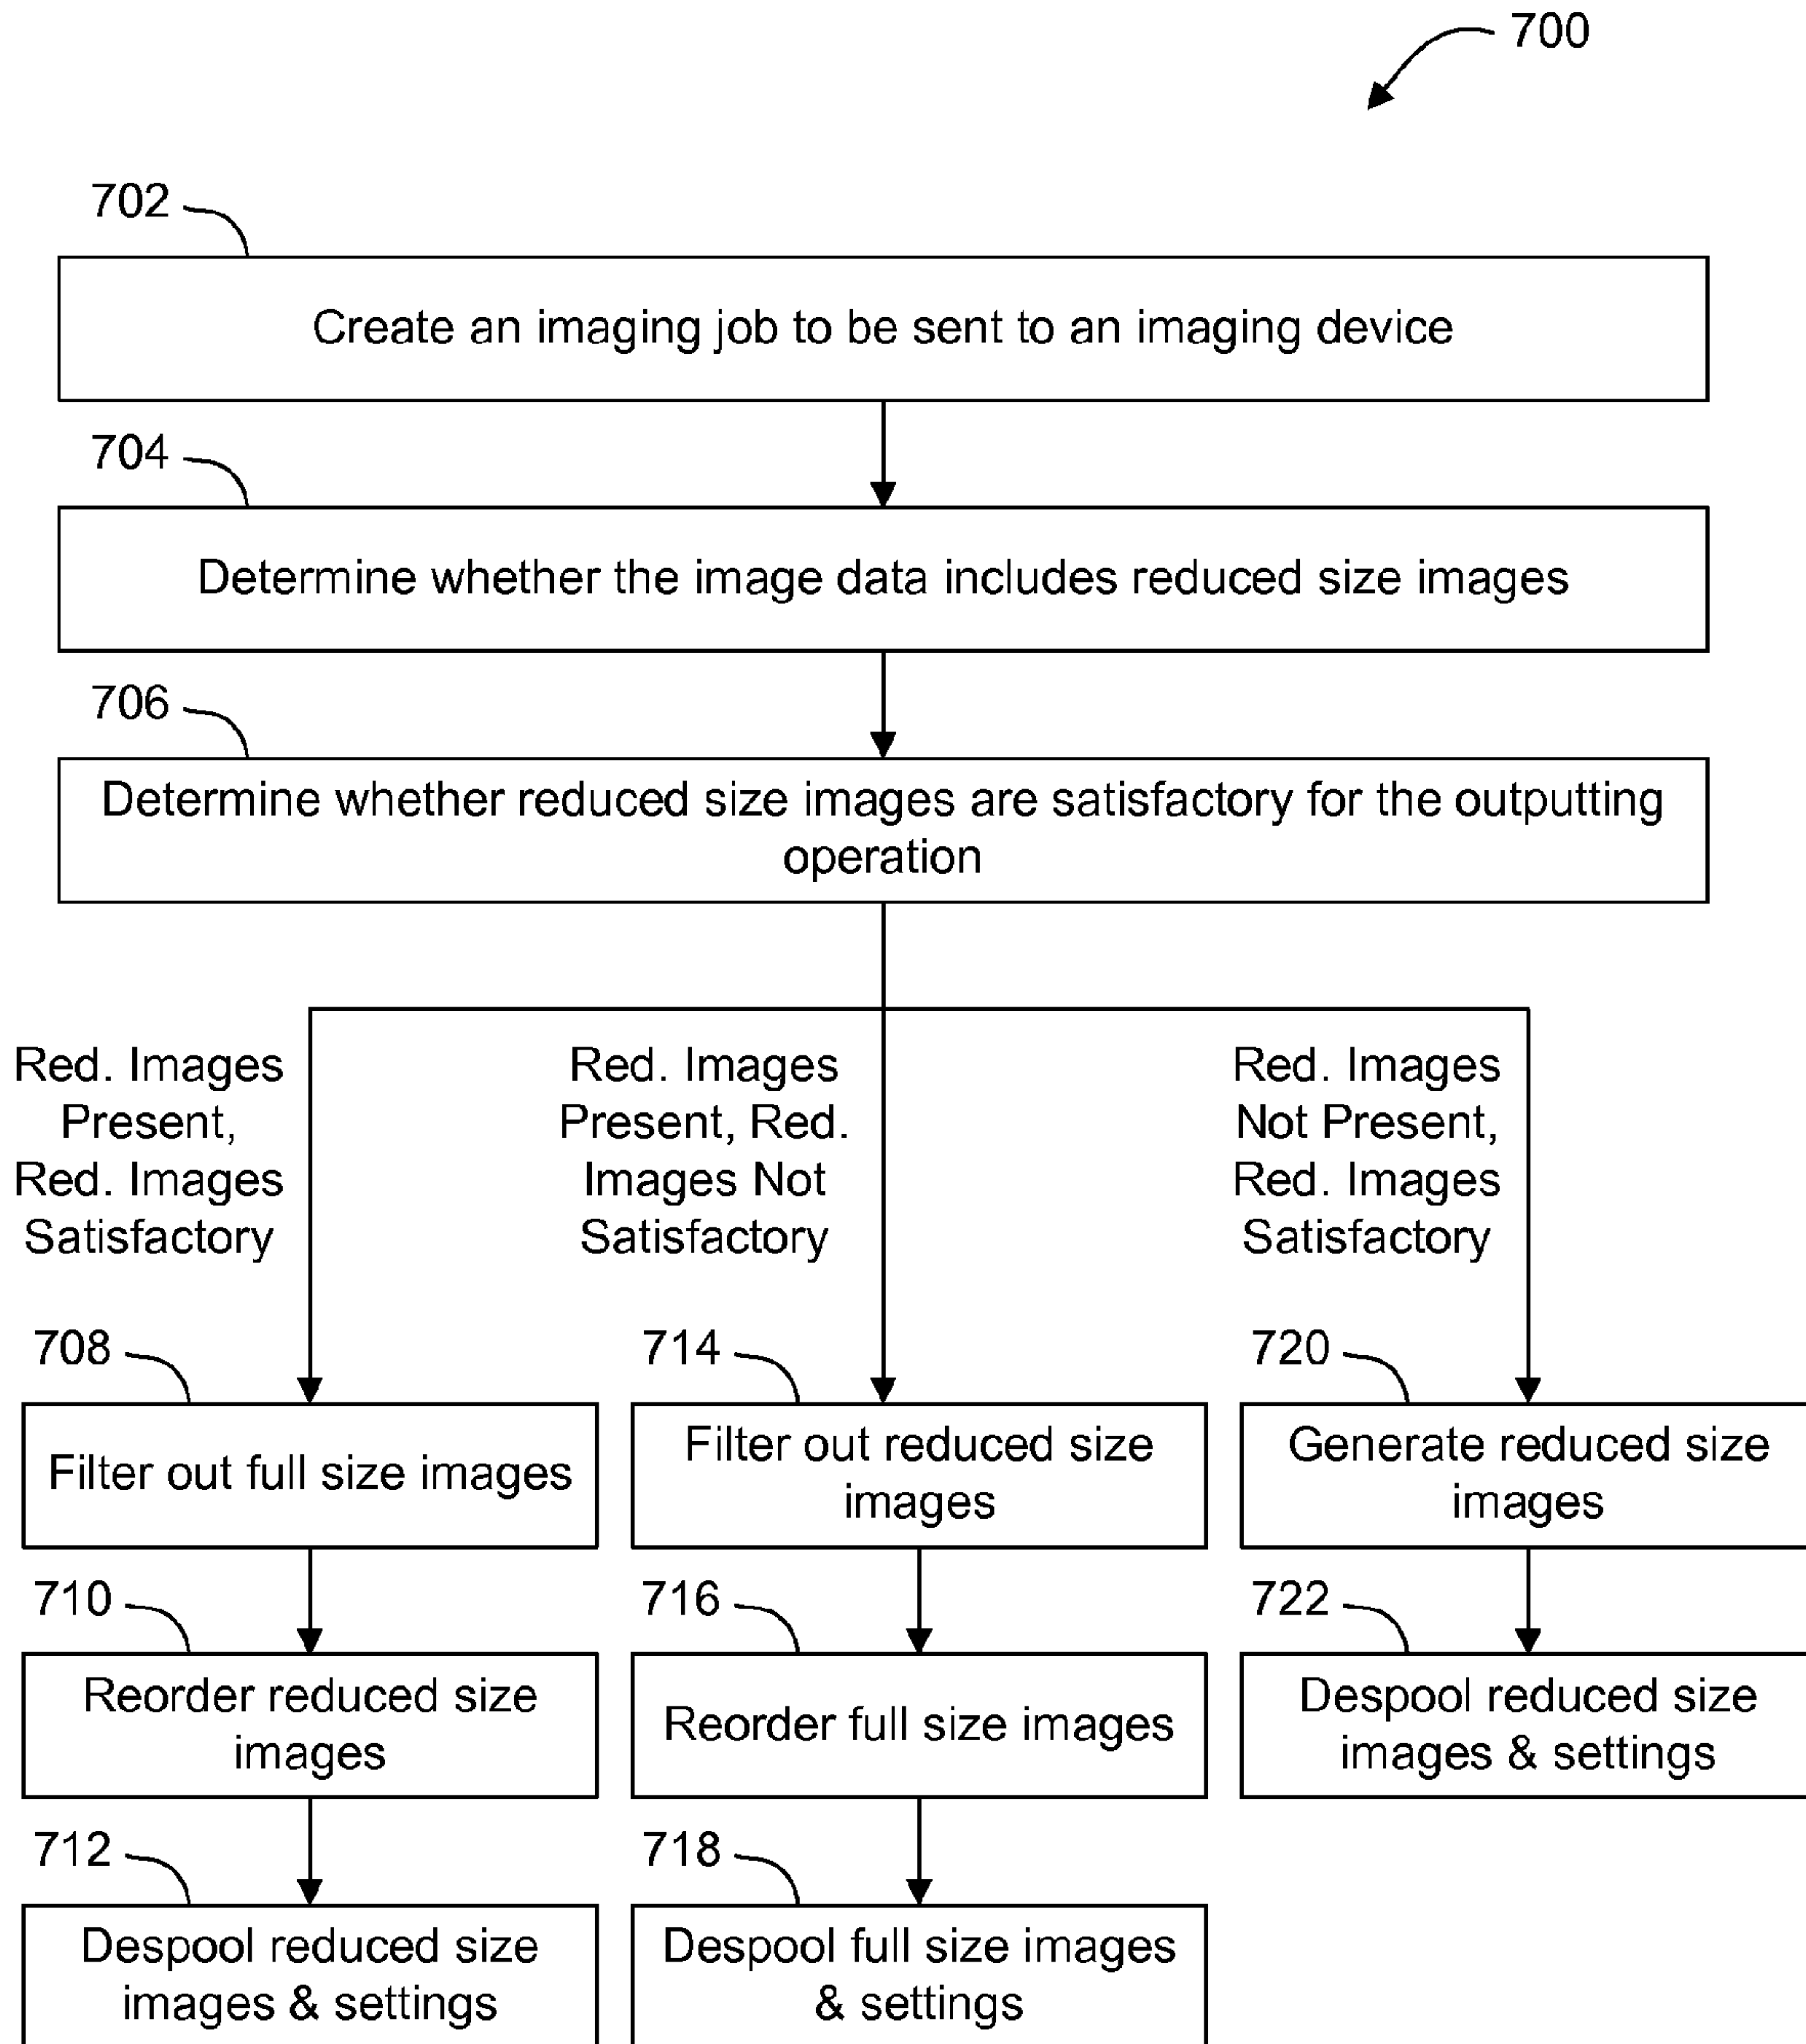 700
702
Create an imaging job to be sent to an imaging device
704
Determine whether the image data includes reduced size images
706
Determine whether reduced size images are satisfactory for the outputting
operation
Red. Images
Present,
Red. Images
Satisfactory
Red. Images
Present, Red.
Images Not
Satisfactory
Red. Images
Not Present,
Red. Images
Satisfactory
708
Filter out full size images
714
Filter out reduced size
images
720
Generate reduced size
images
710
Reorder reduced size
images
716
Reorder full size images
722
Despool reduced size
images & settings
712
Despool reduced size
images & settings
718
Despool full size images
& settings